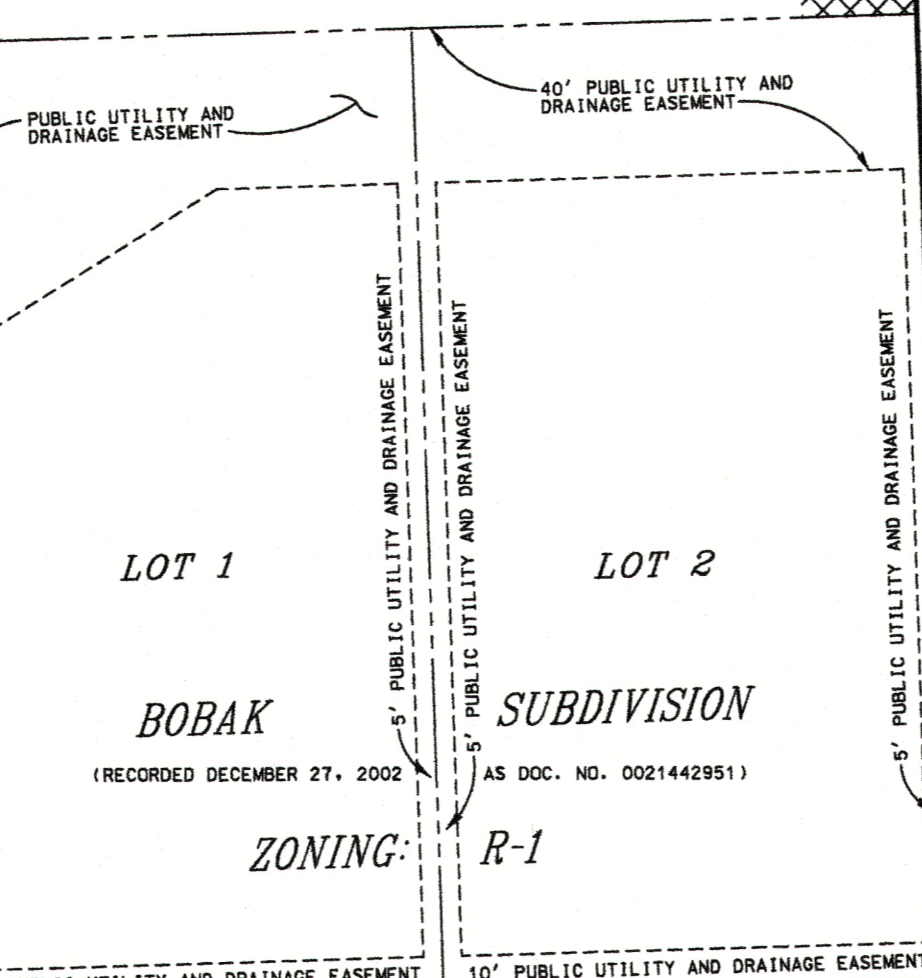 40' PUBLIC UTILITY AND
DRAINAGE EASEMENT
PUBLIC UTILITY AND
DRAINAGE EASEMENT
5' PUBLIC UTILITY AND DRAINAGE EASEMENT
5' PUBLIC UTILITY AND DRAINAGE EASEMENT
5' PUBLIC UTILITY AND DRAINAGE EASEMENT
LOT 1
LOT 2
BOBAK SUBDIVISION
(RECORDED DECEMBER 27, 2002 AS DOC. NO. 0021442951)
ZONING: R-1
UTILITY AND DRAINAGE EASEMENT
10' PUBLIC UTILITY AND DRAINAGE EASEMEN